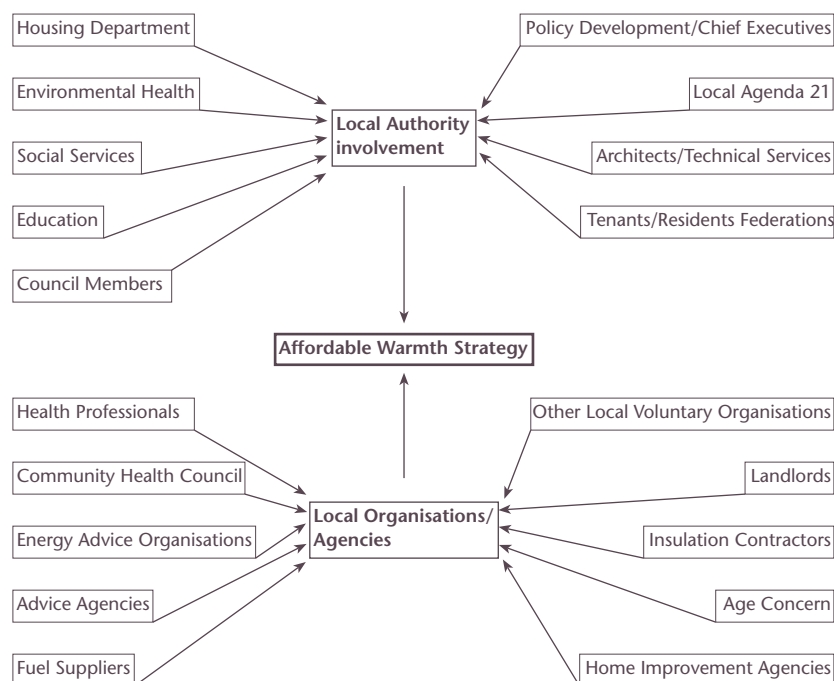 Housing Department
Policy Development/Chief Executives
Environmental Health
Local Agenda 21
Local Authority
involvement
Social Services
Architects/Technical Services
Education
Tenants/Residents Federations
Council Members
Affordable Warmth Strategy
Health Professionals
Other Local Voluntary Organisations
Community Health Council
Landlords
Local Organisations/
Agencies
Energy Advice Organisations
Insulation Contractors
Advice Agencies
Age Concern
Fuel Suppliers
Home Improvement Agencies